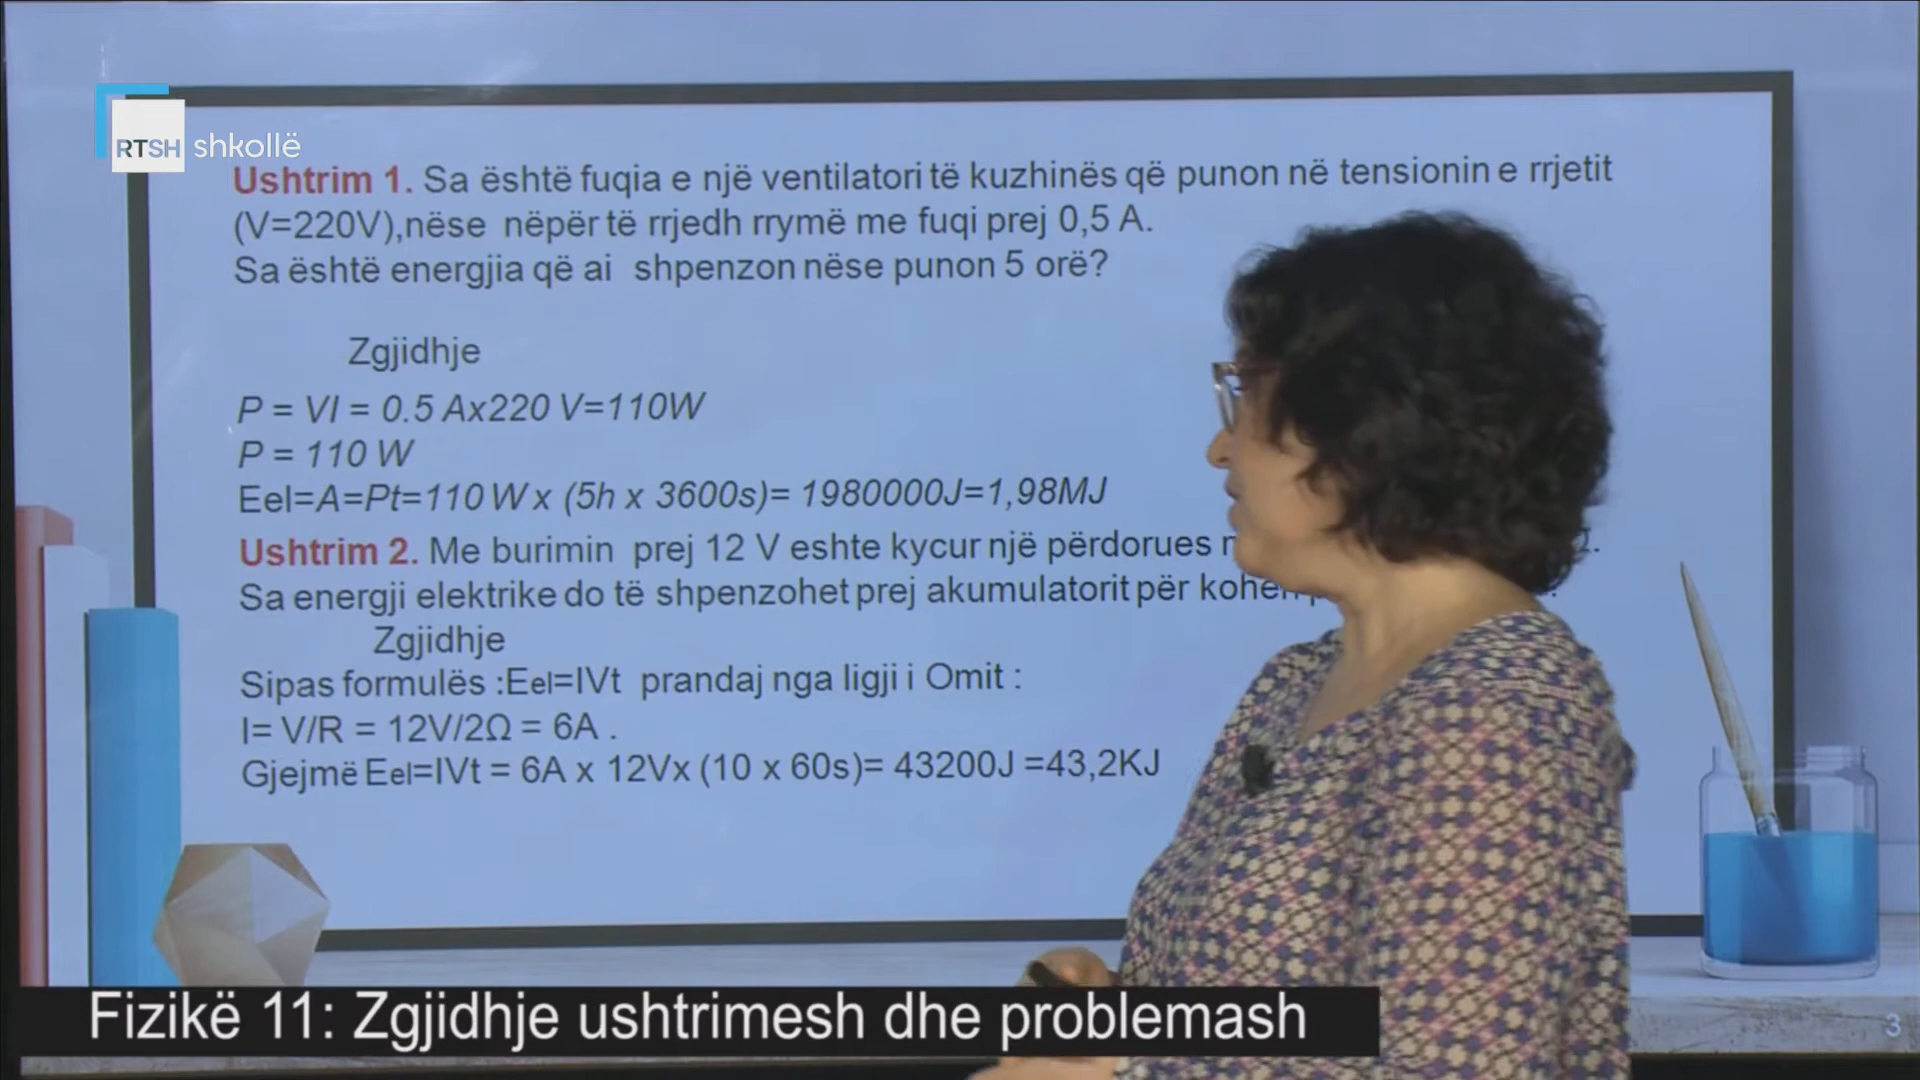 RTSH shkollë
Ushtrim 1. Sa është fuqia e një ventilatori të kuzhinës që punon në tensionin e rrjetit
(V=220V),nëse nëpër të rrjedh rrymë me fuqi prej 0,5 A.
Sa është energjia që ai shpenzon nëse punon 5 orë?
Zgjidhje
P = VI = 0.5 Ax220 V=110W
P = 110 W
Eel=A=Pt=110 W x (5h x 3600s)= 1980000J=1,98MJ
Ushtrim 2. Me burimin prej 12 V eshte kycur një përdorues
Sa energji elektrike do të shpenzohet prej akumulatorit për kohën
Zgjidhje
Sipas formulës :Eel=IVt prandaj nga ligji i Omit :
I= V/R = 12V/2Ω = 6A .
Gjejmë Eel=IVt = 6A x 12Vx (10 x 60s)= 43200J =43,2KJ
Fizikë 11: Zgjidhje ushtrimesh dhe problemash
3